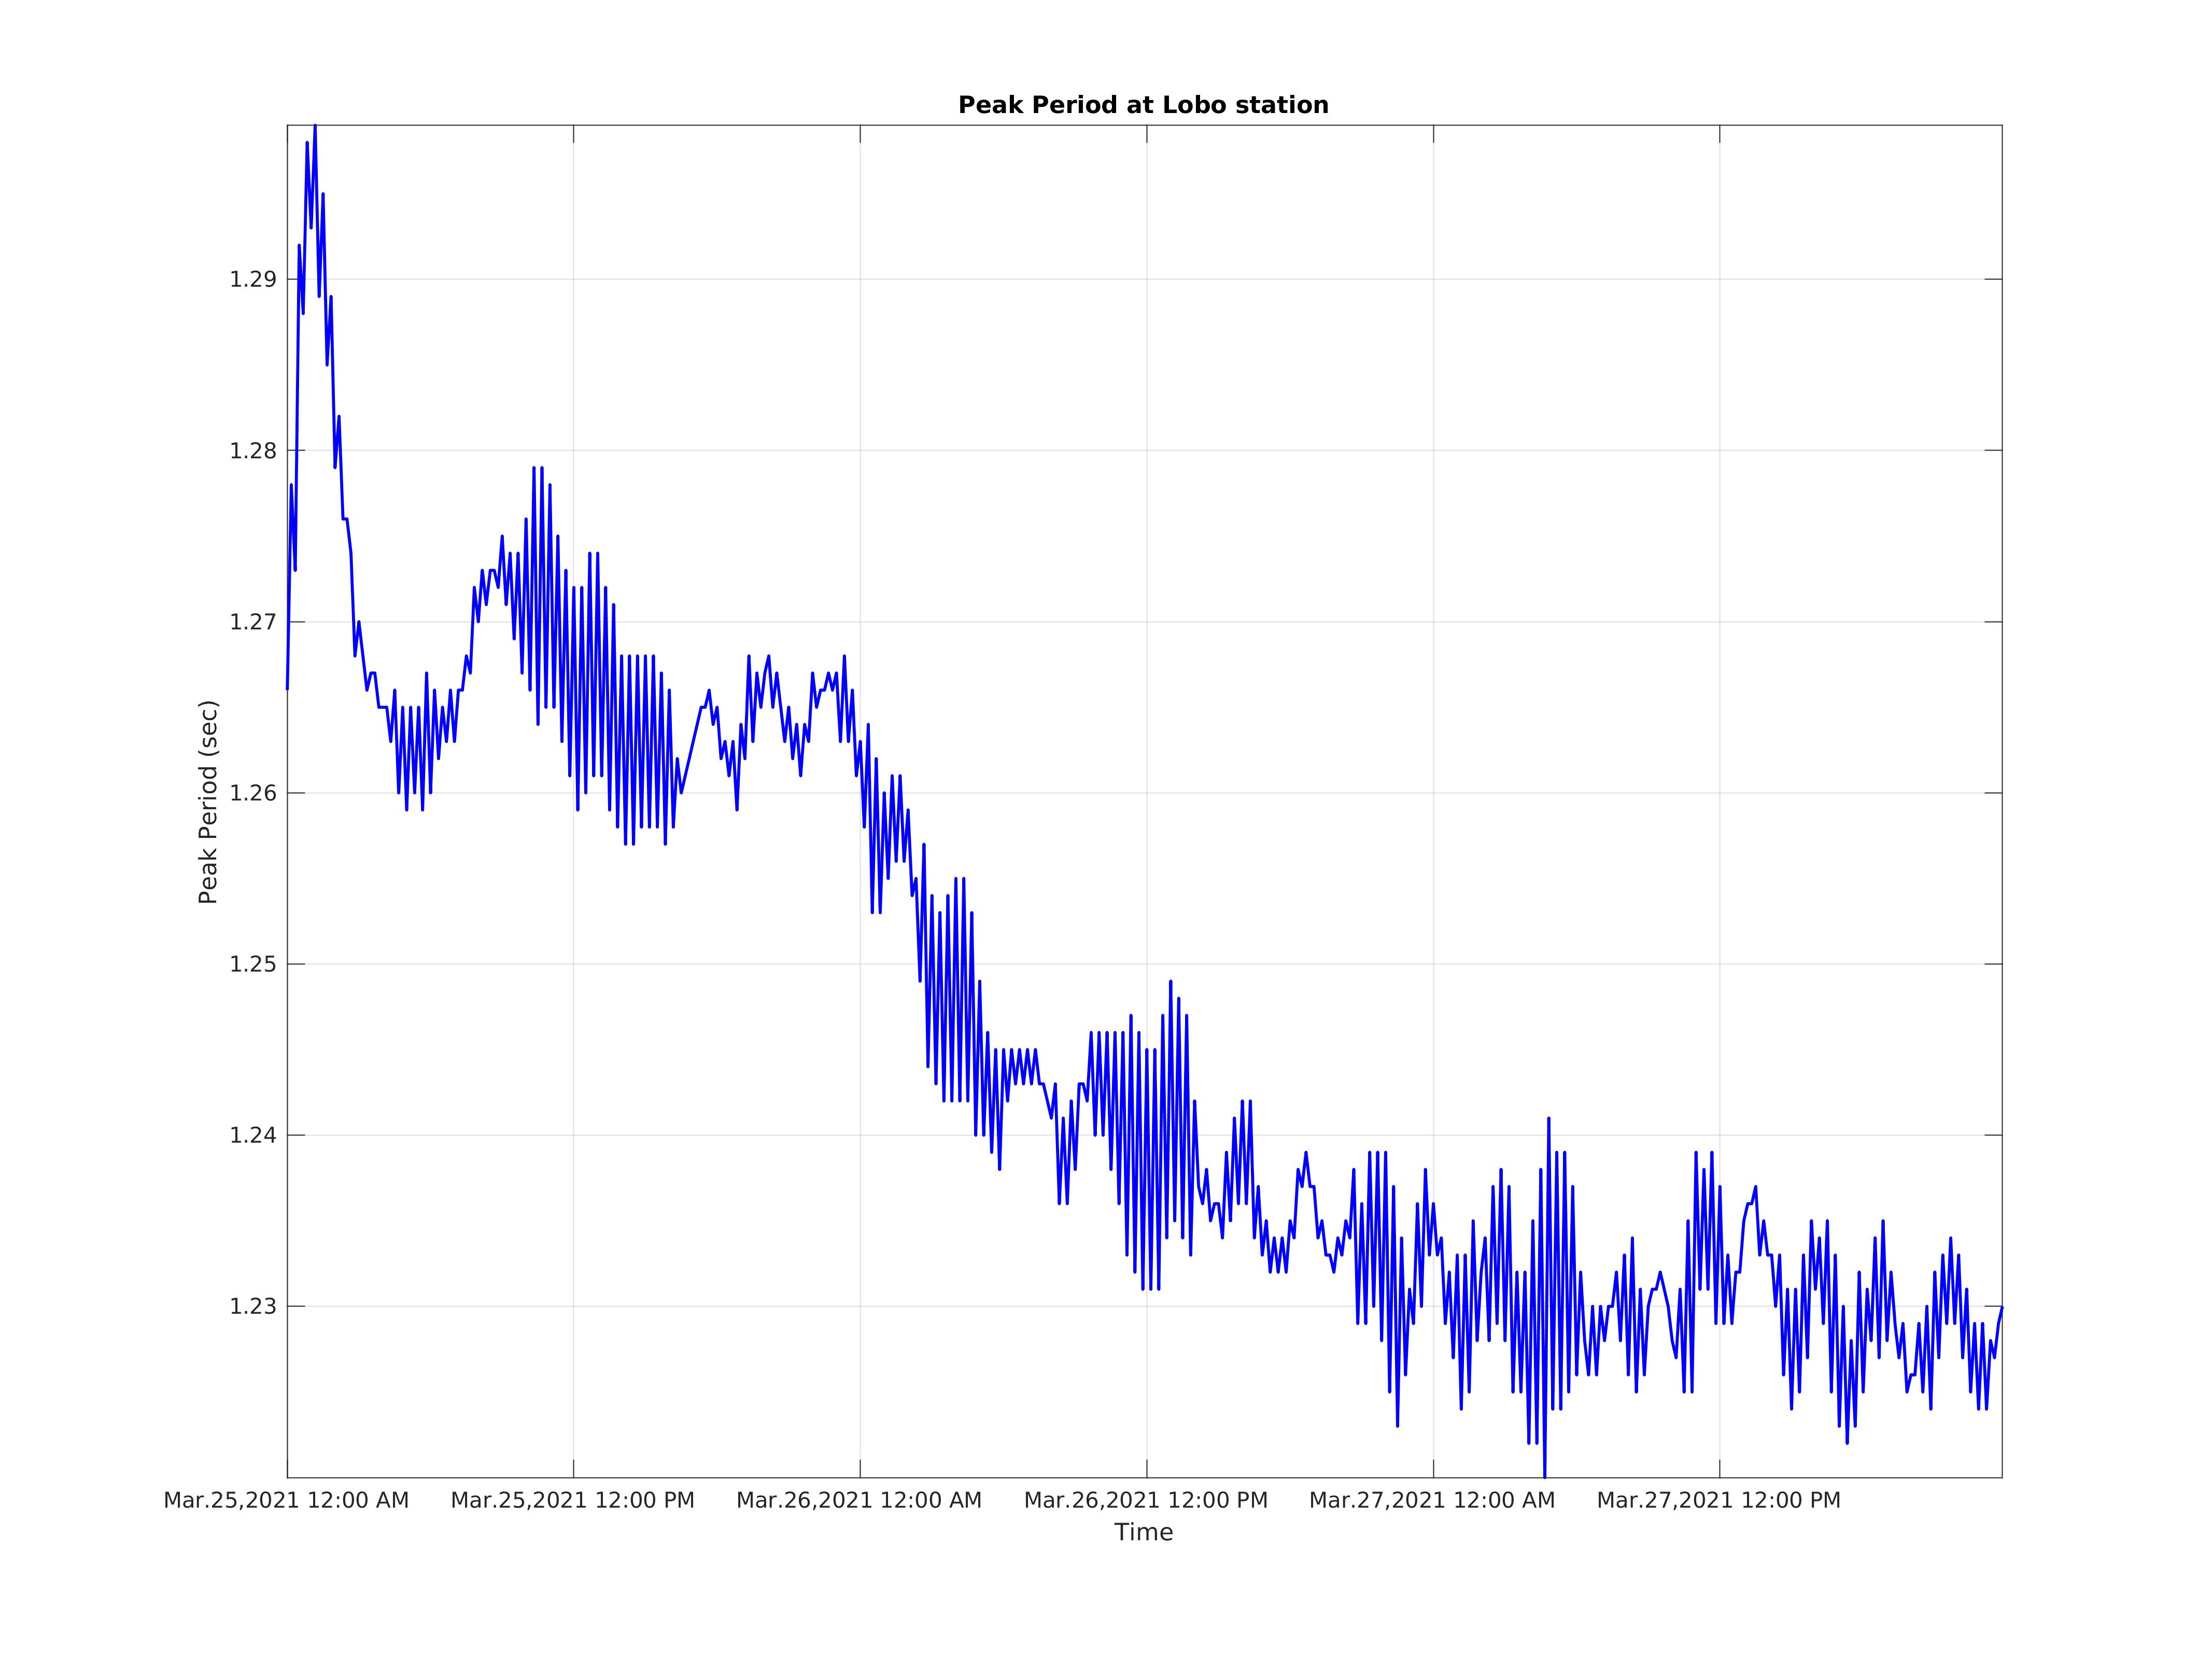 Peak Period at Lobo station
1.29
1.28
1.27
1.26
1.25
1.24
1.23
Peak Period (sec)
Mar.25,2021 12:00 AM Mar.25,2021 12:00 PM Mar.26,2021 12:00 AM Mar.26,2021 12:00 PM Mar.27,2021 12:00 AM Mar.27,2021 12:00 PM
Time